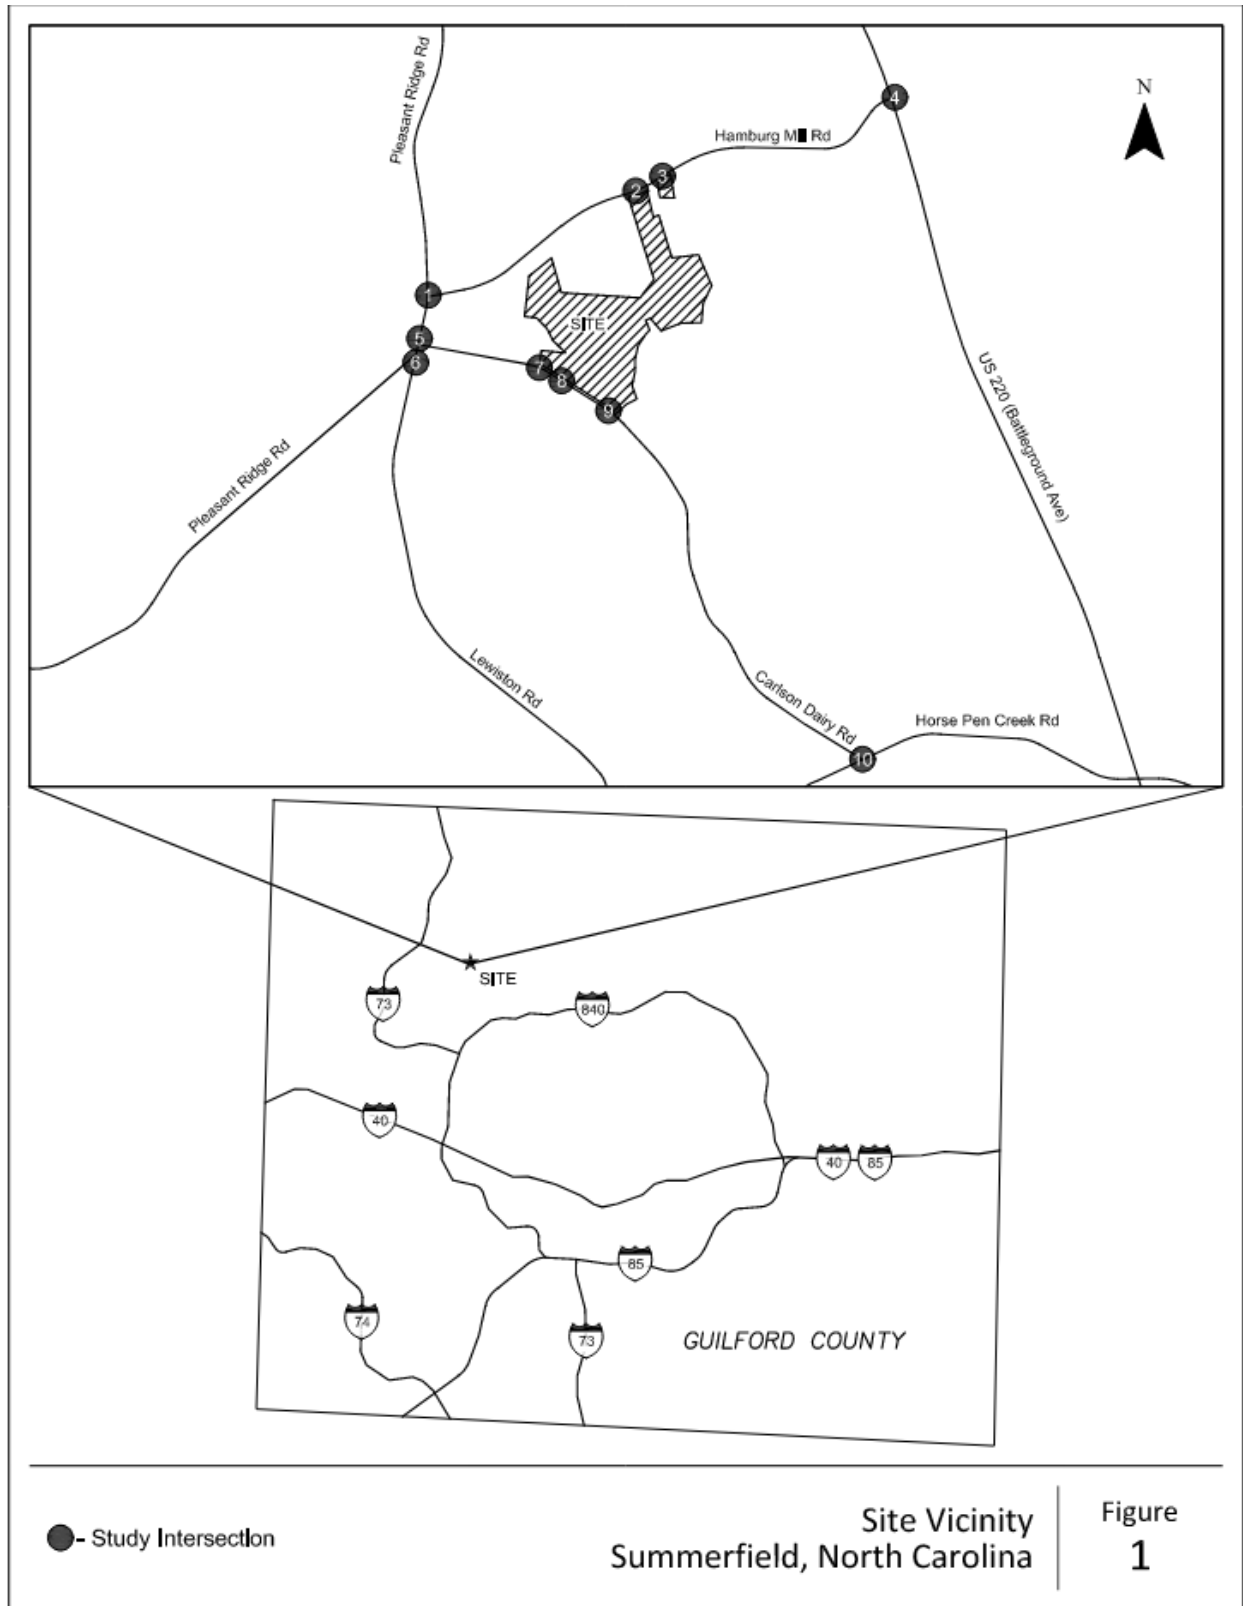 Pleasant Ridge Rd
N
4
Hamburg Mill Rd
3
2
1
SITE
5
6
7
8
9
US 220 (Battleground Ave)
Pleasant Ridge Rd
Lewiston Rd
Carlson Dairy Rd
Horse Pen Creek Rd
10
SITE
73
840
40
40
85
85
74
73
GUILFORD COUNTY
- Study Intersection
Site Vicinity
Summerfield, North Carolina
Figure
1